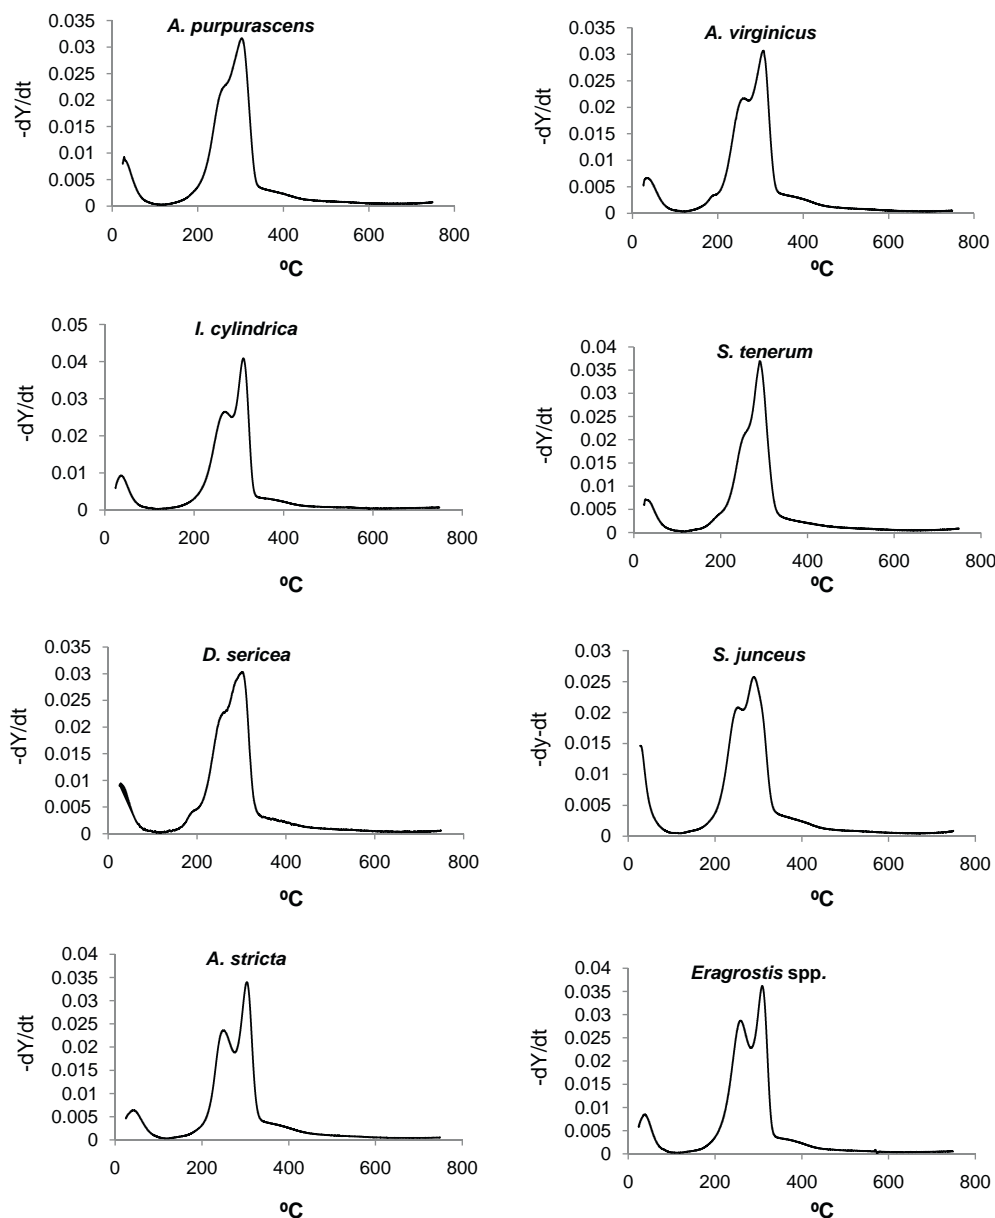 A. purpurascens
-dY/dt
0.035
0.03
0.025
0.02
0.015
0.01
0.005
0
0 200 400 600 800
ºC
A. virginicus
-dY/dt
0.035
0.03
0.025
0.02
0.015
0.01
0.005
0
0 200 400 600 800
ºC
I. cylindrica
-dY/dt
0.05
0.04
0.03
0.02
0.01
0
0 200 400 600 800
ºC
S. tenerum
-dY/dt
0.04
0.035
0.03
0.025
0.02
0.015
0.01
0.005
0
0 200 400 600 800
ºC
D. sericea
-dY/dt
0.035
0.03
0.025
0.02
0.015
0.01
0.005
0
0 200 400 600 800
ºC
S. junceus
-dy-dt
0.03
0.025
0.02
0.015
0.01
0.005
0
0 200 400 600 800
ºC
A. stricta
-dY/dt
0.04
0.035
0.03
0.025
0.02
0.015
0.01
0.005
0
0 200 400 600 800
ºC
Eragrostis spp.
-dY/dt
0.04
0.035
0.03
0.025
0.02
0.015
0.01
0.005
0
0 200 400 600 800
ºC